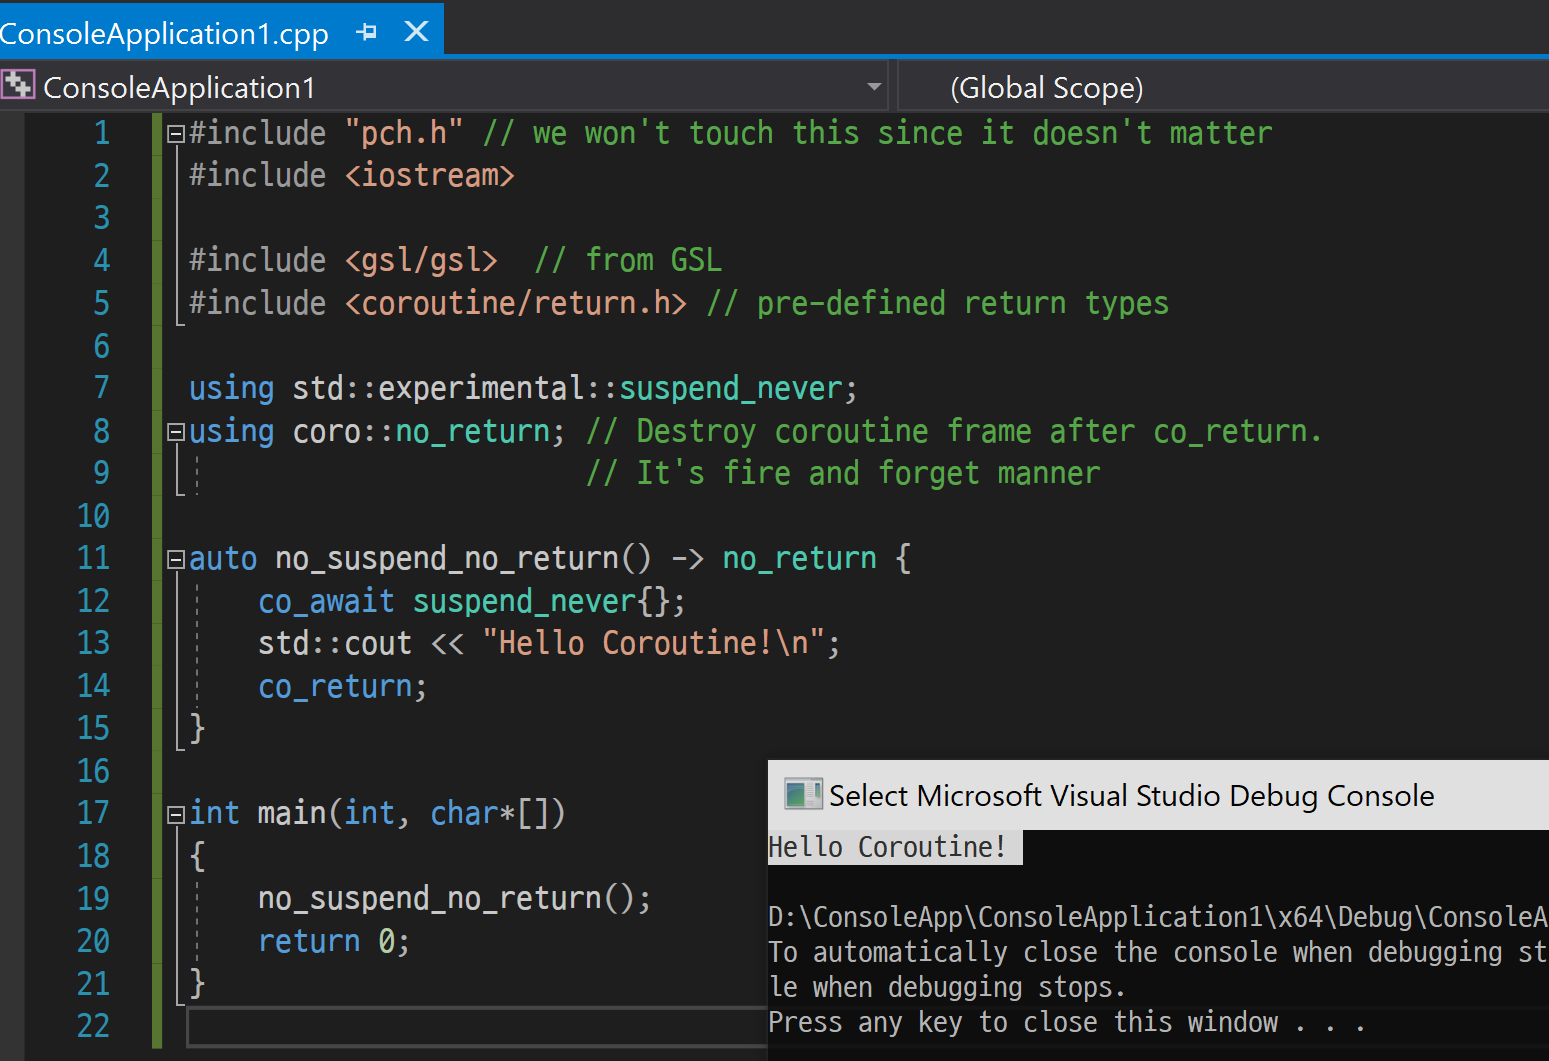 ConsoleApplication1.cpp
ConsoleApplication1
(Global Scope)
1 #include "pch.h" // we won't touch this since it doesn't matter
2 #include <iostream>
3
4 #include <gsl/gsl>  // from GSL
5 #include <coroutine/return.h> // pre-defined return types
6
7 using std::experimental::suspend_never;
8 using coro::no_return; // Destroy coroutine frame after co_return.
9                        // It's fire and forget manner
10
11 auto no_suspend_no_return() -> no_return {
12     co_await suspend_never{};
13     std::cout << "Hello Coroutine!\n";
14     co_return;
15 }
16
17 int main(int, char*[])
18 {
19     no_suspend_no_return();
20     return 0;
21 }
22
Select Microsoft Visual Studio Debug Console
Hello Coroutine!
D:\ConsoleApp\ConsoleApplication1\x64\Debug\ConsoleA
To automatically close the console when debugging st
le when debugging stops.
Press any key to close this window . . .